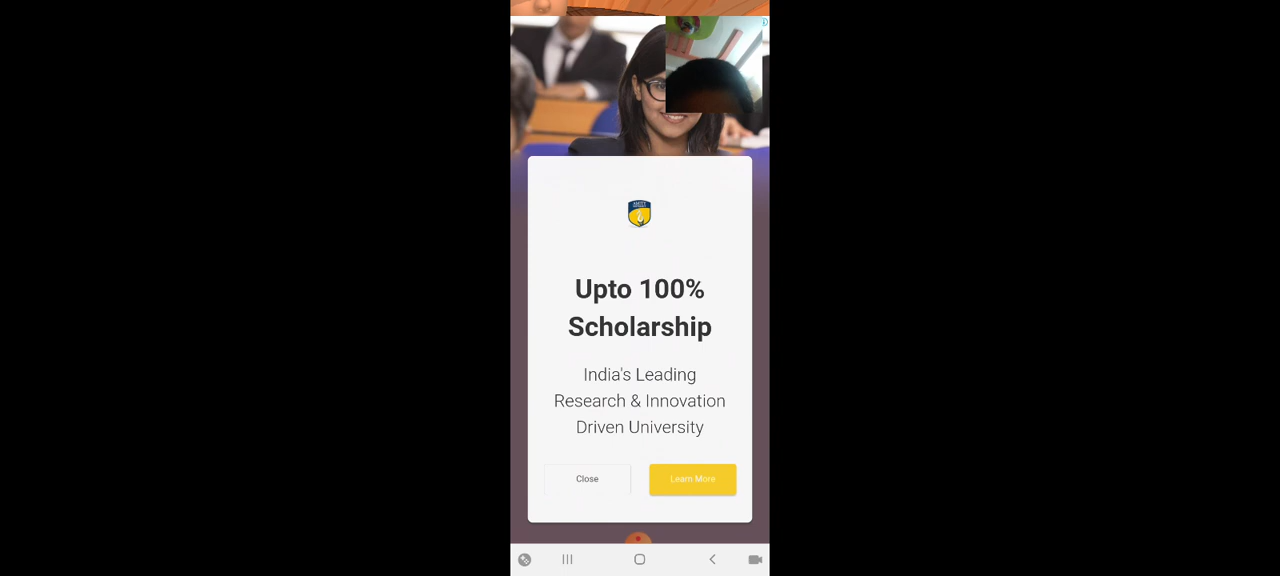 Upto 100%
Scholarship
India's Leading
Research & Innovation
Driven University
Close
Learn More